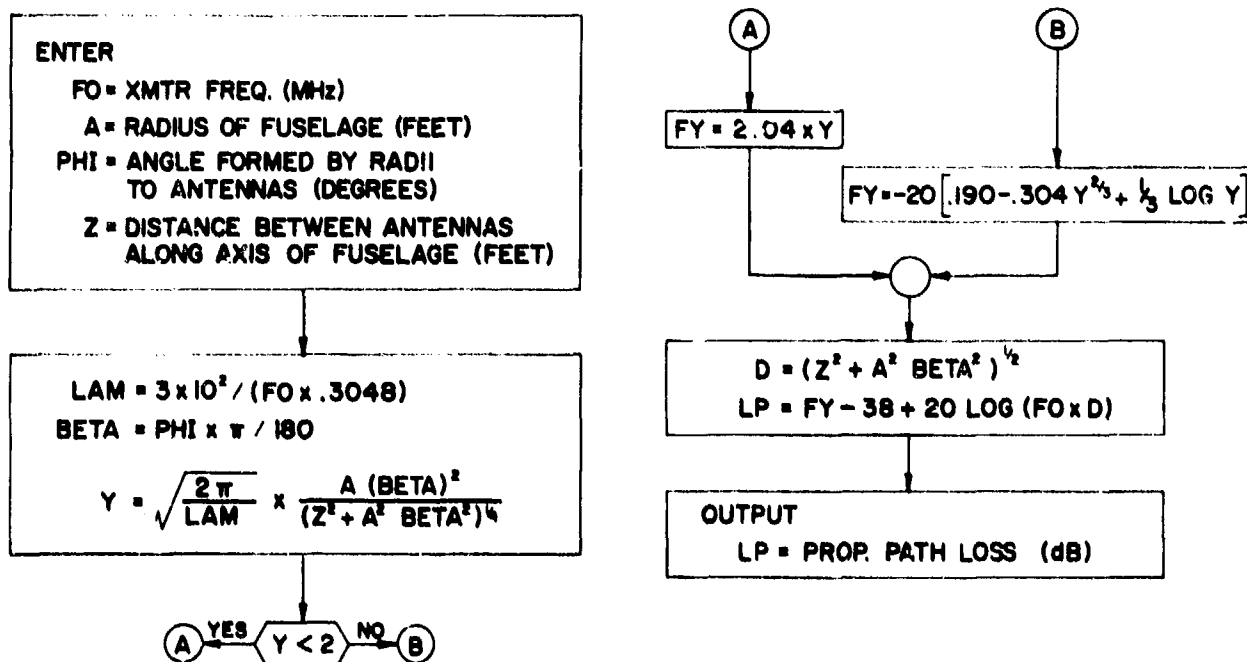 ENTER
FO = XMTR FREQ. (MHz)
A = RADIUS OF FUSELAGE (FEET)
PHI = ANGLE FORMED BY RADII
TO ANTENNAS (DEGREES)
Z = DISTANCE BETWEEN ANTENNAS
ALONG AXIS OF FUSELAGE (FEET)
LAM = 3 x 10² / (FO x .3048)
BETA = PHI x π / 180
Y = √(2π / LAM) x A (BETA)² / (Z² + A² BETA²)^¼
A YES Y < 2 NO B
A
FY = 2.04 x Y
B
FY = -20 [.190 - .304 Y^⅔ + ⅓ LOG Y]
D = (Z² + A² BETA²)^½
LP = FY - 38 + 20 LOG (FO x D)
OUTPUT
LP = PROP. PATH LOSS (dB)